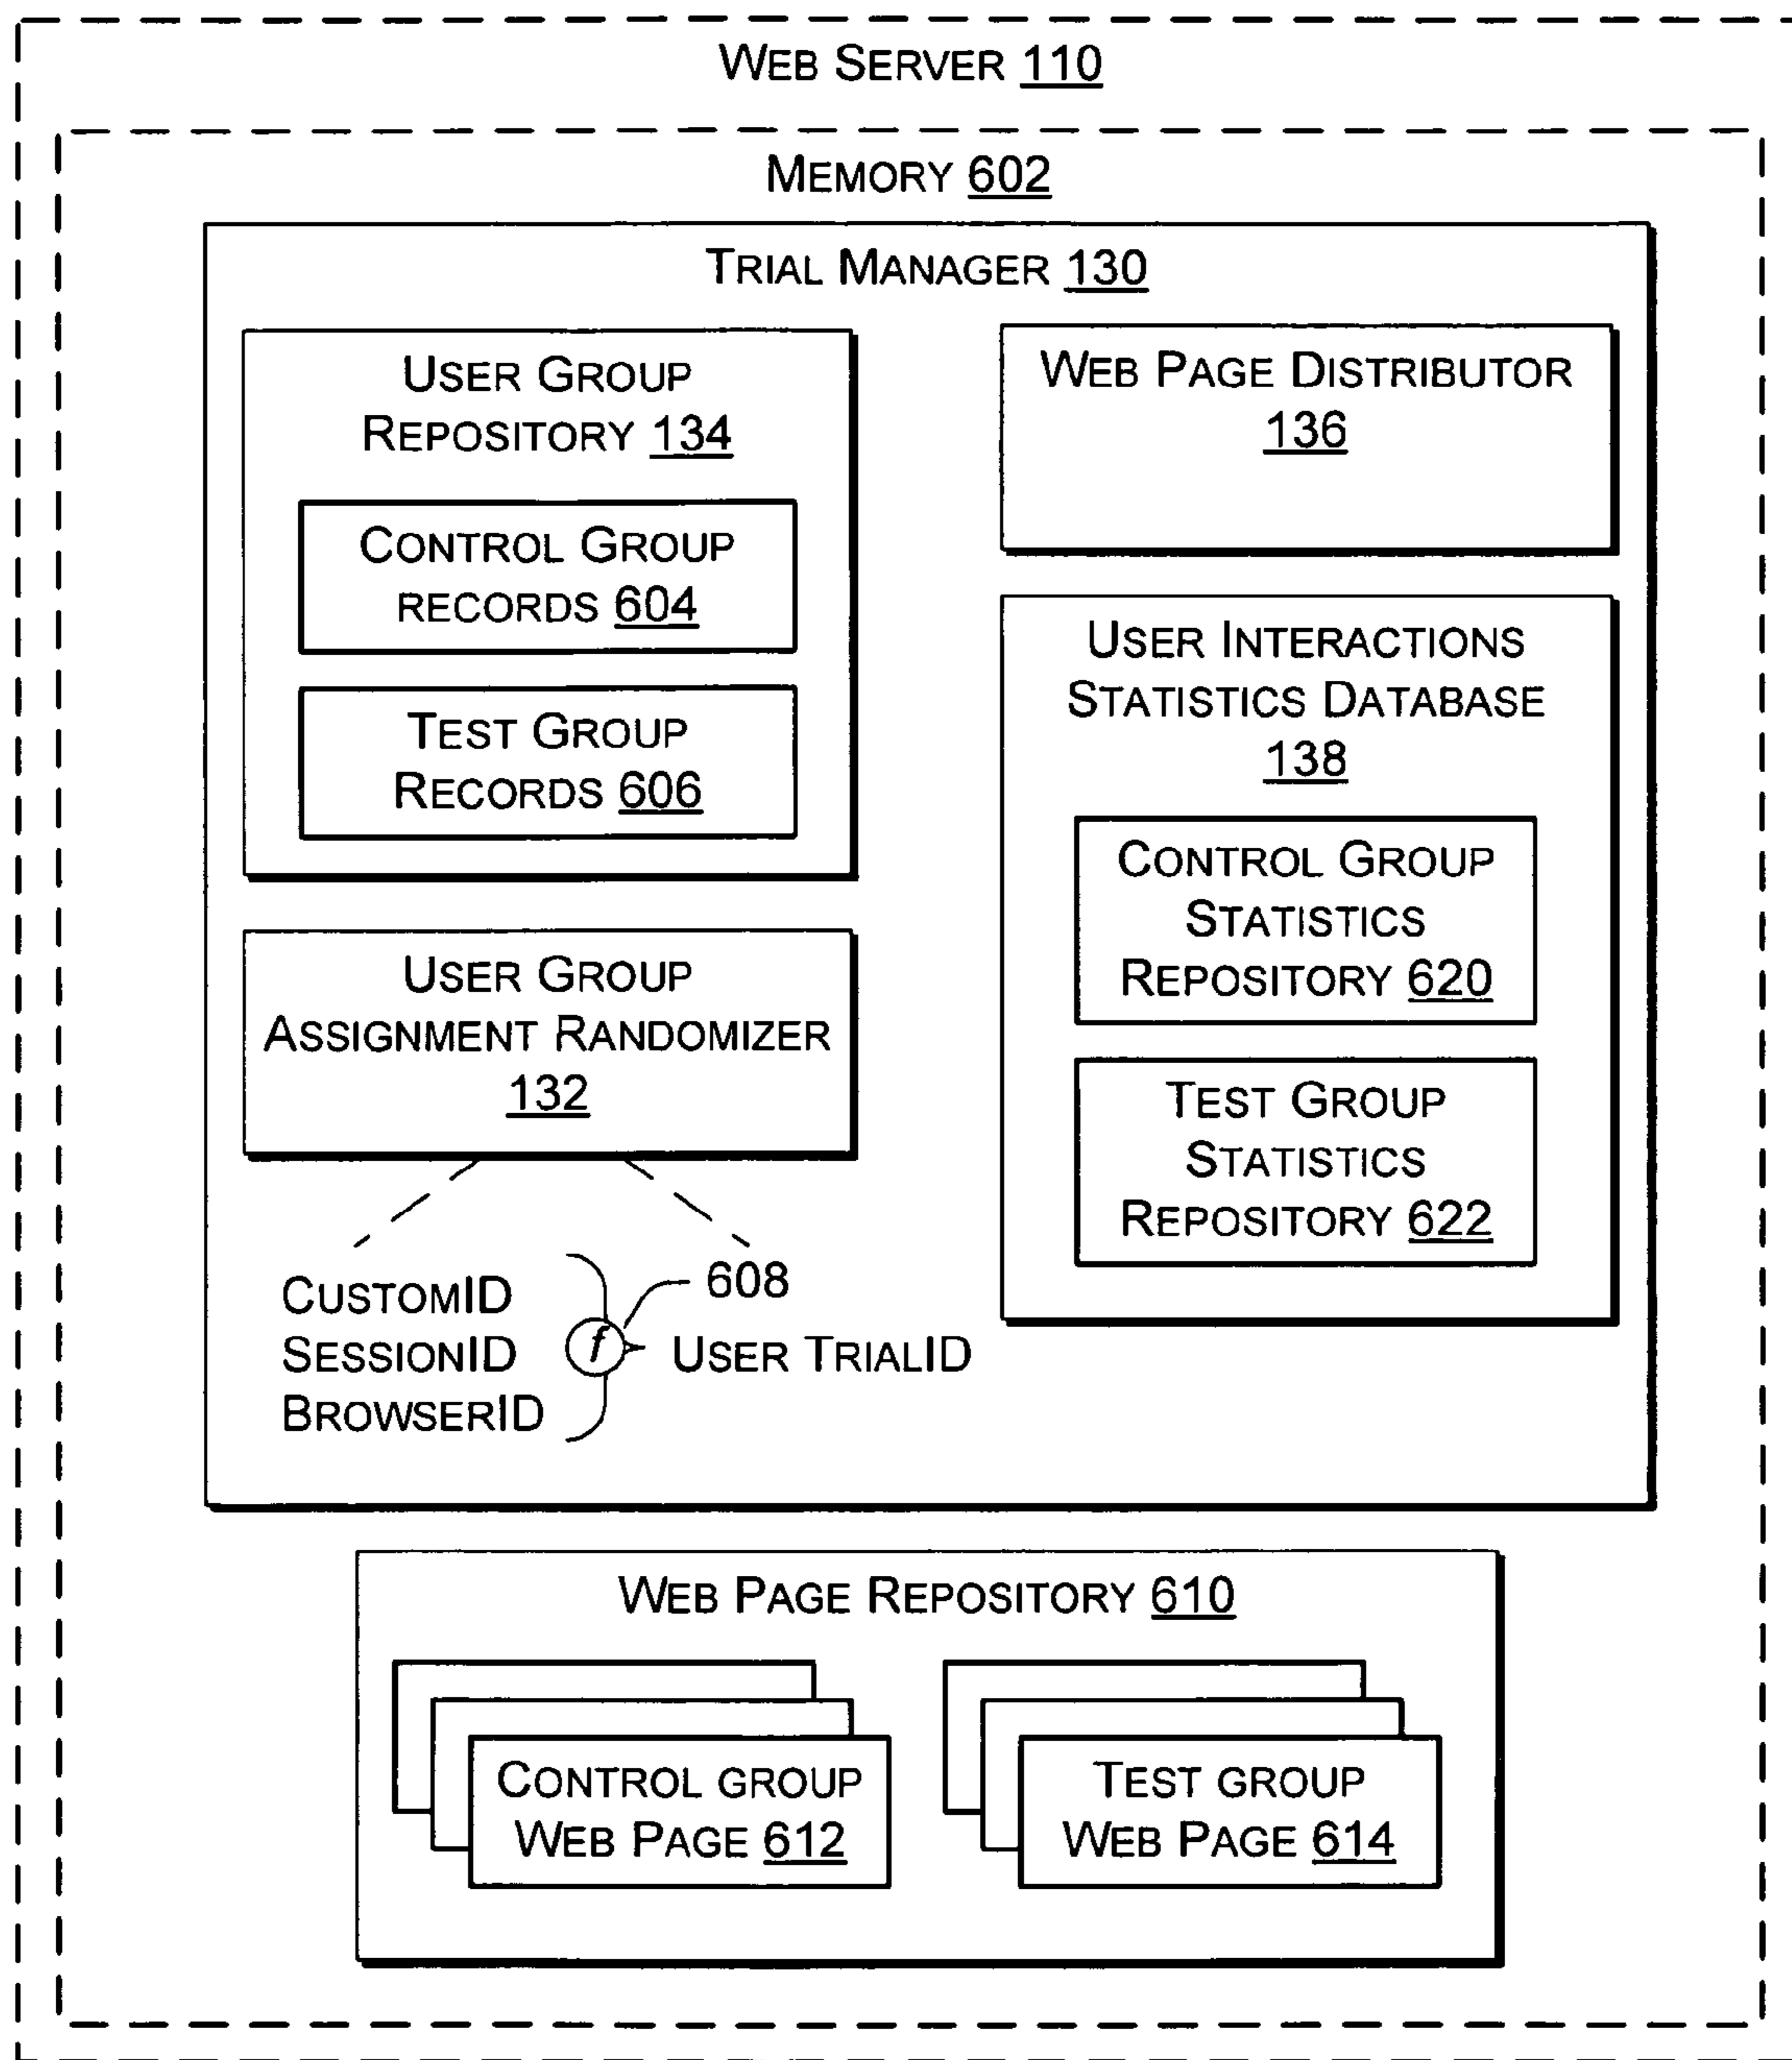 WEB SERVER 110
MEMORY 602
TRIAL MANAGER 130
USER GROUP
REPOSITORY 134
CONTROL GROUP
RECORDS 604
TEST GROUP
RECORDS 606
USER GROUP
ASSIGNMENT RANDOMIZER
132
CUSTOMID
SESSIONID
BROWSERID
f
608
USER TRIALID
WEB PAGE DISTRIBUTOR
136
USER INTERACTIONS
STATISTICS DATABASE
138
CONTROL GROUP
STATISTICS
REPOSITORY 620
TEST GROUP
STATISTICS
REPOSITORY 622
WEB PAGE REPOSITORY 610
CONTROL GROUP
WEB PAGE 612
TEST GROUP
WEB PAGE 614